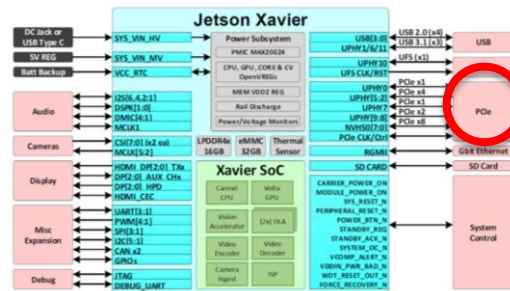 Jetson Xavier
DC Jack or
USB Type C
5V REG
Batt Backup
SYS_VIN_HV
SYS_VIN_MV
VCC_RTC
Power Subsystem
PMIC MAX20024
CPU, GPU, CORE & CV
OpenVREGs
MEM VDD2 REG
Rail Discharge
Power/Voltage Monitors
USB[3:0]
UPHY1/6/11
UPHY10
UFS CLK/RST
UPHY0
UPHY[5:2]
UPHY7
UPHY[9:8]
NVHS0[7:0]
PCIe CLK/Ctrl
RGMII
SD CARD
USB 2.0 (x4)
USB 3.1 (x3)
UFS (x1)
PCIe x1
PCIe x4
PCIe x1
PCIe x2
PCIe x8
USB
PCIe
Gbit Ethernet
SD Card
Audio
I2S[6,4,2:1]
DSPK[1:0]
DMIC[4:1]
MCLK1
Cameras
CSI[7:0] (x2 ea)
MCLK[5:2]
Display
HDMI_DP[2:0] TXx
DP[2:0] AUX_CHx
DP[2:0] HPD
HDMI_CEC
Misc
Expansion
UART[3:1]
PWM[4:1]
SPI[3:1]
I2C[5:1]
CAN x2
GPIOs
Debug
JTAG
DEBUG_UART
LPDDR4x
16GB
eMMC
32GB
Thermal
Sensor
Xavier SoC
Carmel
CPU
Volta
GPU
Vision
Accelerator
(2x) DLA
Video
Encoder
Video
Decoder
Camera
Ingest
ISP
CARRIER_POWER_ON
MODULE_POWER_ON
SYS_RESET_N
PERIPHERAL_RESET_N
POWER_BTN_N
STANDBY_REQ
STANDBY_ACK_N
SYSTEM_OC_N
VCOMP_ALERT_N
VDDIN_PWR_BAD_N
WDT_RESET_OUT_N
FORCE_RECOVERY_N
System
Control